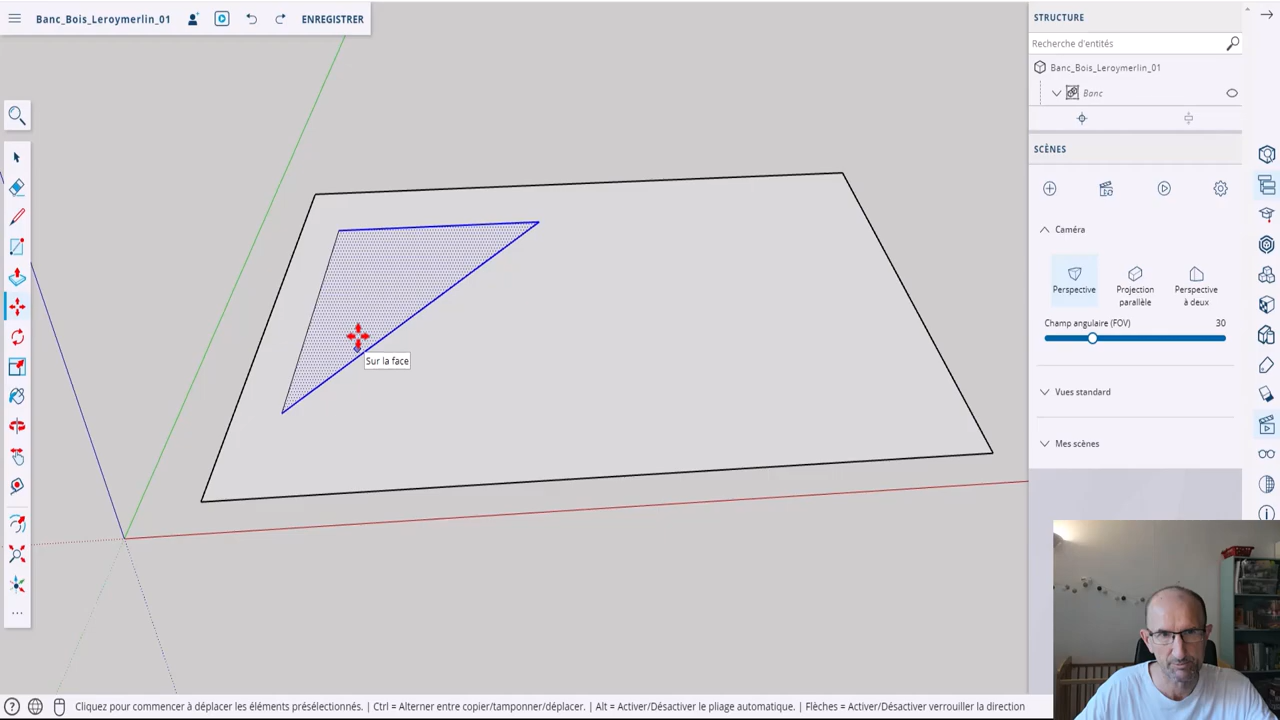 Banc_Bois_Leroymerlin_01
ENREGISTRER
STRUCTURE
Recherche d'entités
Banc_Bois_Leroymerlin_01
Banc
SCÈNES
Caméra
Perspective
Projection parallèle
Perspective à deux
Champ angulaire (FOV) 30
Vues standard
Mes scènes
Sur la face
Cliquez pour commencer à déplacer les éléments présélectionnés. | Ctrl = Alterner entre copier/tamponner/déplacer. | Alt = Activer/Désactiver le pliage automatique. | Flèches = Activer/Désactiver verrouiller la direction